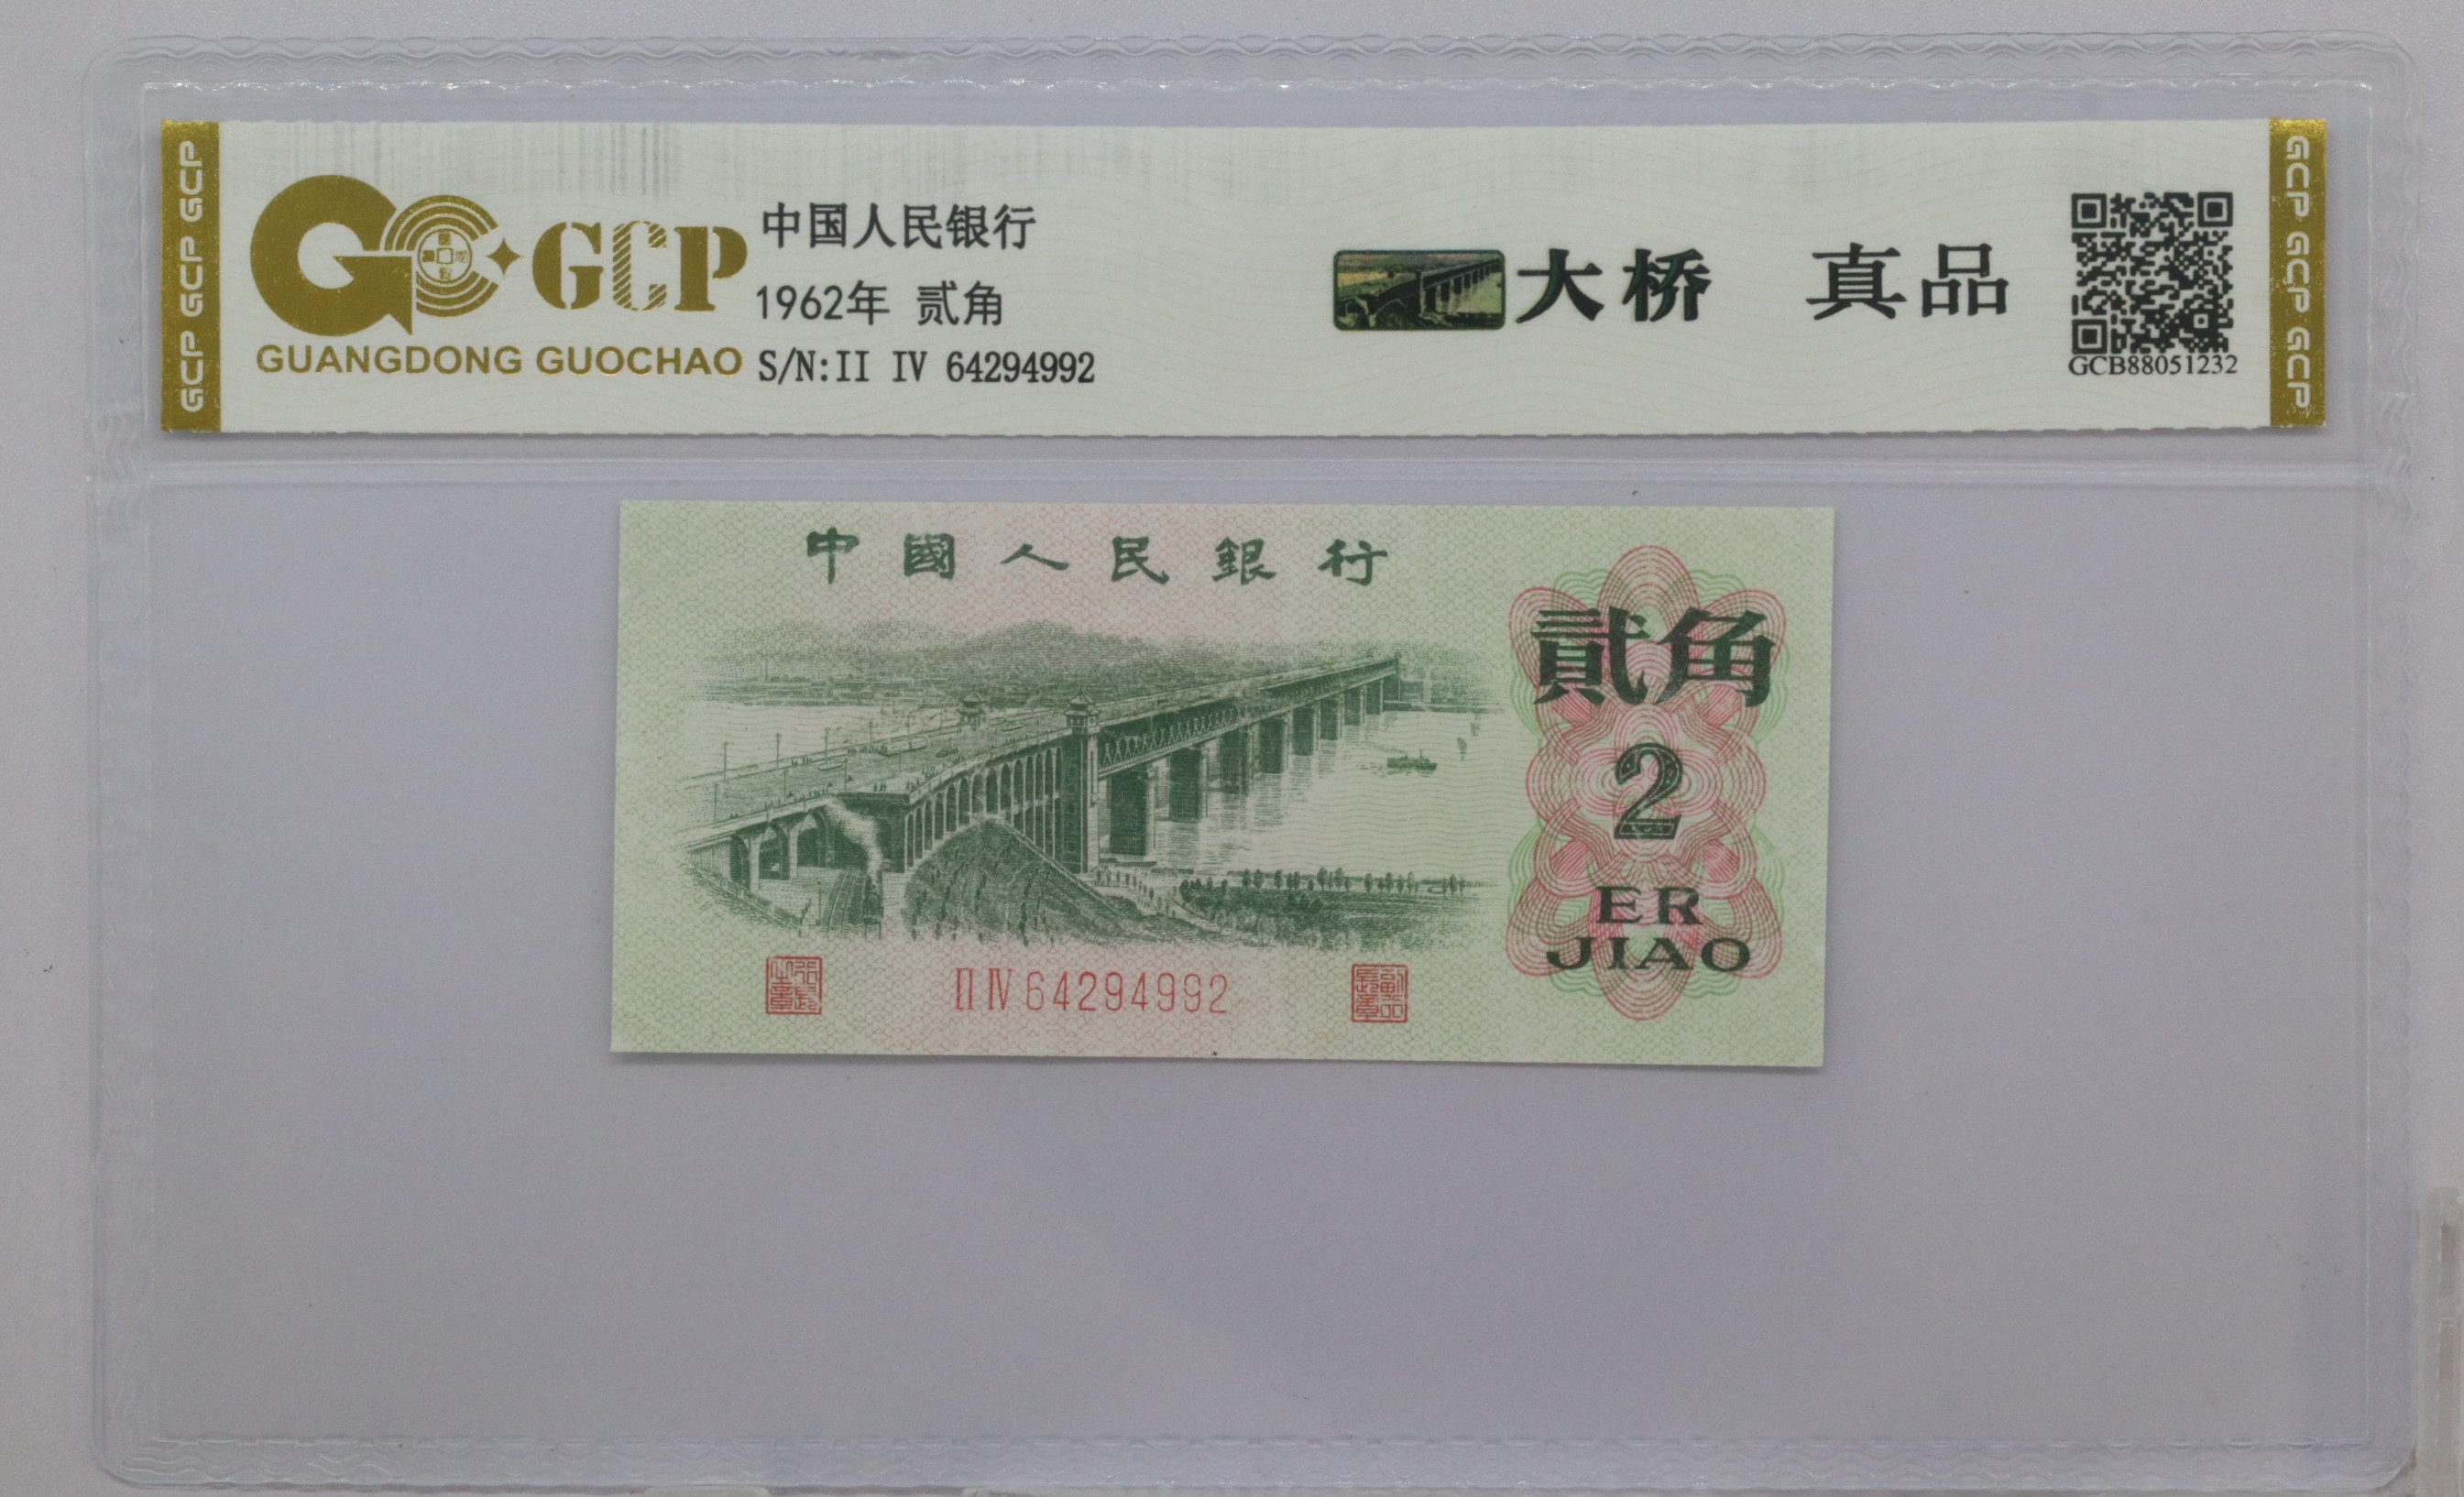 GCP GCP GCP
GCP
GUANGDONG GUOCHAO
中国人民银行
1962年 贰角
S/N:II IV 64294992
大桥 真品
GCB88051232
GCP GCP GCP
中國人民銀行
貳角
2
ER
JIAO
II IV 64294992